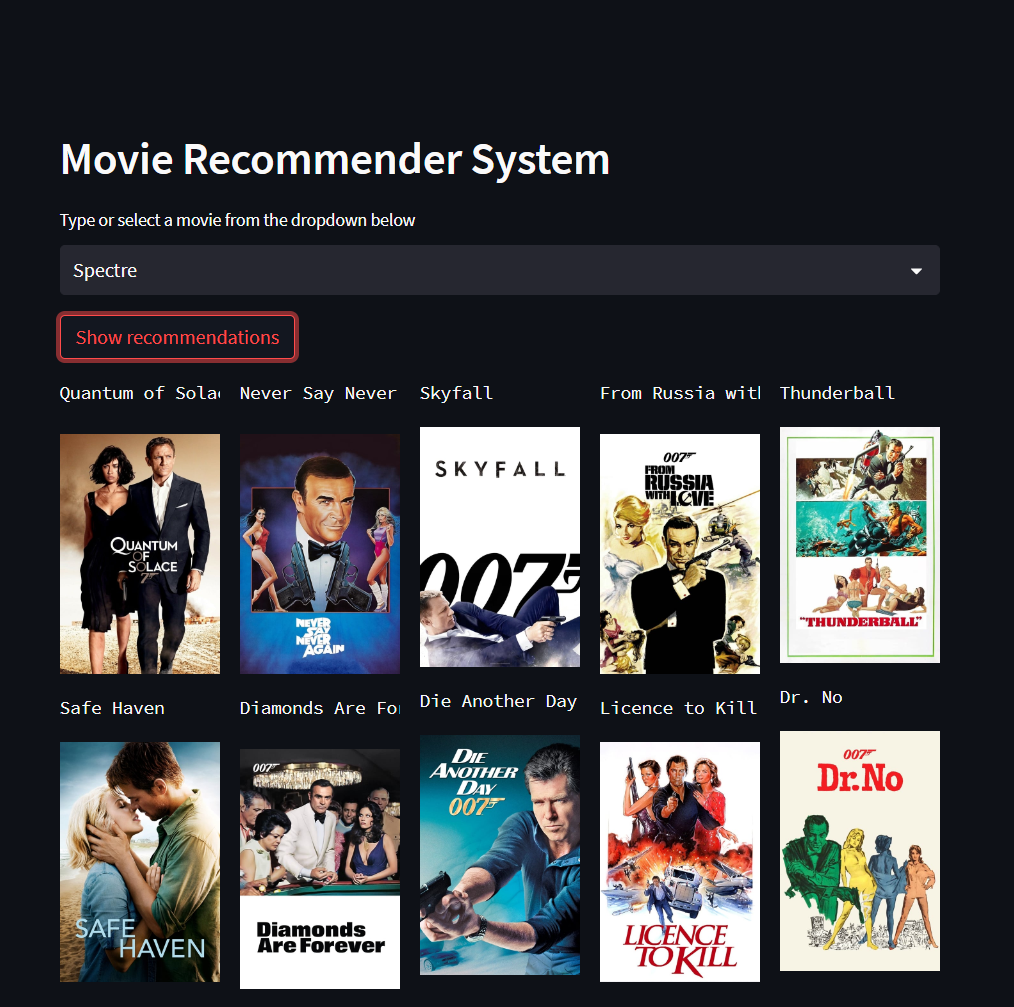 Movie Recommender System
Type or select a movie from the dropdown below
Spectre
Show recommendations
Quantum of Solac
Never Say Never
Skyfall
From Russia with
Thunderball
QUANTUM
OF
SOLACE
007
NEVER
SAY
NEVER
AGAIN
SKYFALL
007
007
FROM
RUSSIA
WITH LOVE
"THUNDERBALL"
Safe Haven
Diamonds Are For
Die Another Day
Licence to Kill
Dr. No
SAFE
HAVEN
007
Diamonds
Are Forever
DIE
ANOTHER
DAY
007
LICENCE
TO KILL
007
Dr. No